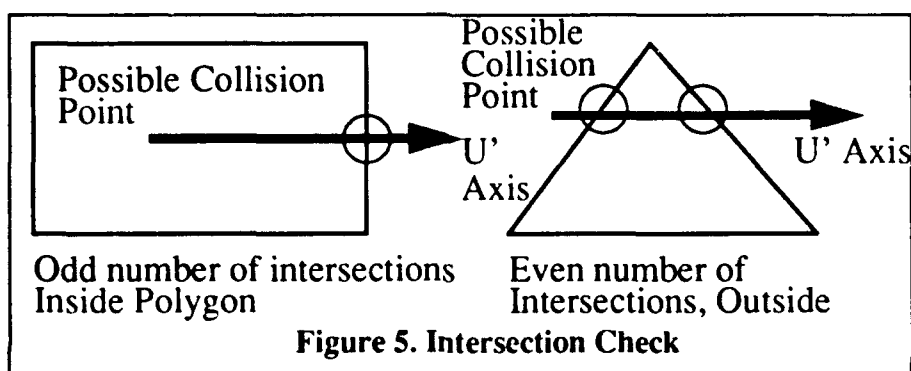 Possible Collision
Point
U'
Axis
Odd number of intersections
Inside Polygon
Possible
Collision
Point
U' Axis
Even number of
Intersections, Outside
Figure 5. Intersection Check